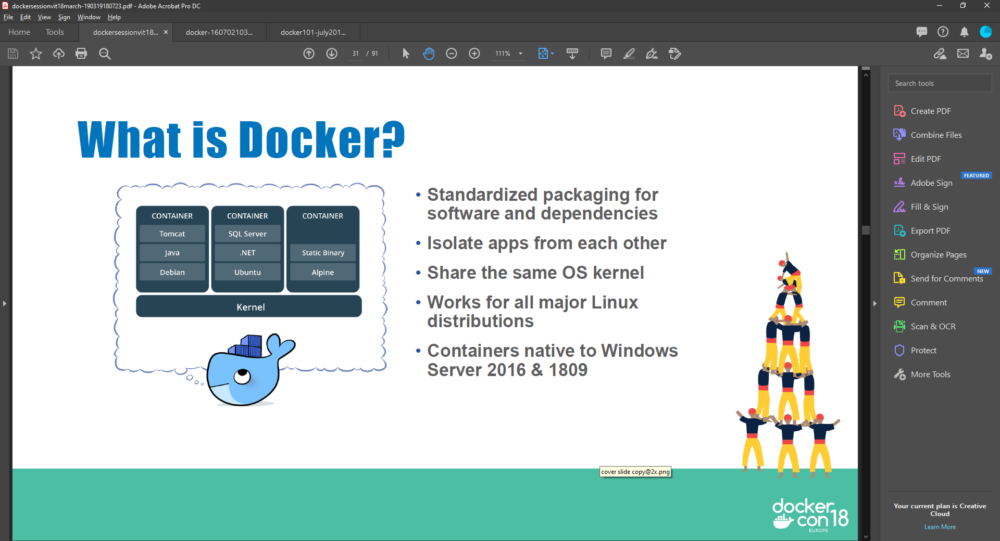 dockersessionvit18march-190319180723.pdf - Adobe Acrobat Pro DC
File Edit View Sign Window Help
Home Tools dockersessionvit18... × docker-160702103... docker101-july201...
31 / 91 111%
What is Docker?
CONTAINER
Tomcat
Java
Debian
CONTAINER
SQL Server
.NET
Ubuntu
CONTAINER
Static Binary
Alpine
Kernel
• Standardized packaging for
software and dependencies
• Isolate apps from each other
• Share the same OS kernel
• Works for all major Linux
distributions
• Containers native to Windows
Server 2016 & 1809
cover slide copy@2x.png
docker
con 18
EUROPE
Search tools
Create PDF
Combine Files
Edit PDF
FEATURED
Adobe Sign
Fill & Sign
Export PDF
Organize Pages
NEW
Send for Comments
Comment
Scan & OCR
Protect
More Tools
Your current plan is Creative
Cloud
Learn More